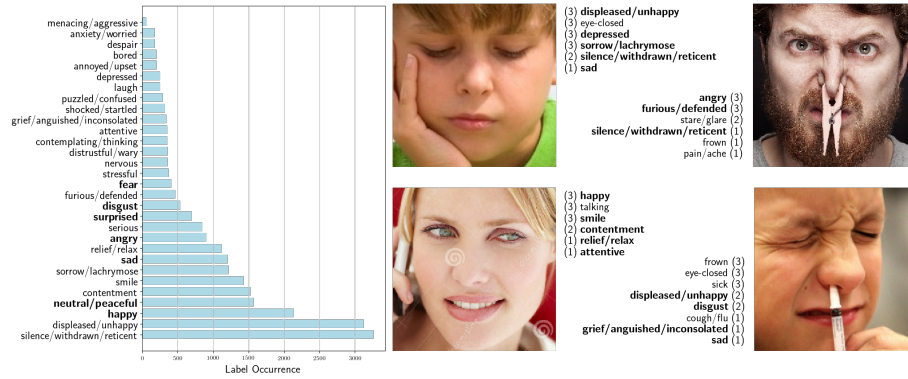 menacing/aggressive
anxiety/worried
despair
bored
annoyed/upset
depressed
laugh
puzzled/confused
shocked/startled
grief/anguished/inconsolated
attentive
contemplating/thinking
distrustful/wary
nervous
stressful
fear
furious/defended
disgust
surprised
serious
angry
relief/relax
sad
sorrow/lachrymose
smile
contentment
neutral/peaceful
happy
displeased/unhappy
silence/withdrawn/reticent
0 500 1000 1500 2000 2500 3000
Label Occurrence
(3) displeased/unhappy
(3) eye-closed
(3) depressed
(3) sorrow/lachrymose
(2) silence/withdrawn/reticent
(1) sad
angry (3)
furious/defended (3)
stare/glare (2)
silence/withdrawn/reticent (1)
frown (1)
pain/ache (1)
(3) happy
(3) talking
(3) smile
(2) contentment
(1) relief/relax
(1) attentive
frown (3)
eye-closed (3)
sick (3)
displeased/unhappy (2)
disgust (2)
cough/flu (1)
grief/anguished/inconsolated (1)
sad (1)